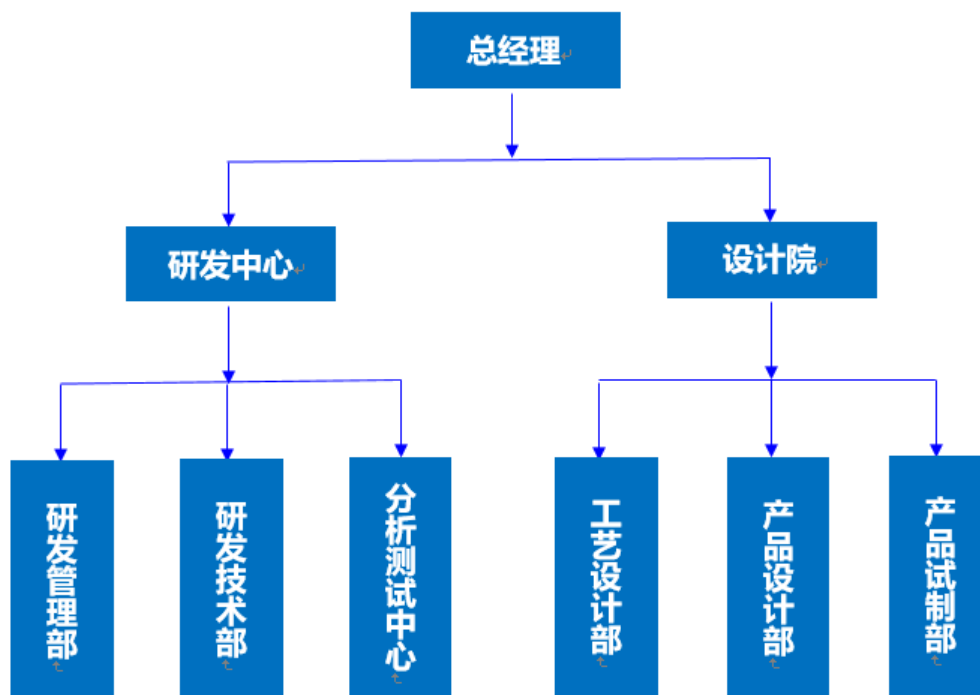 总经理
研发中心
设计院
研发管理部
研发技术部
分析测试中心
工艺设计部
产品设计部
产品试制部